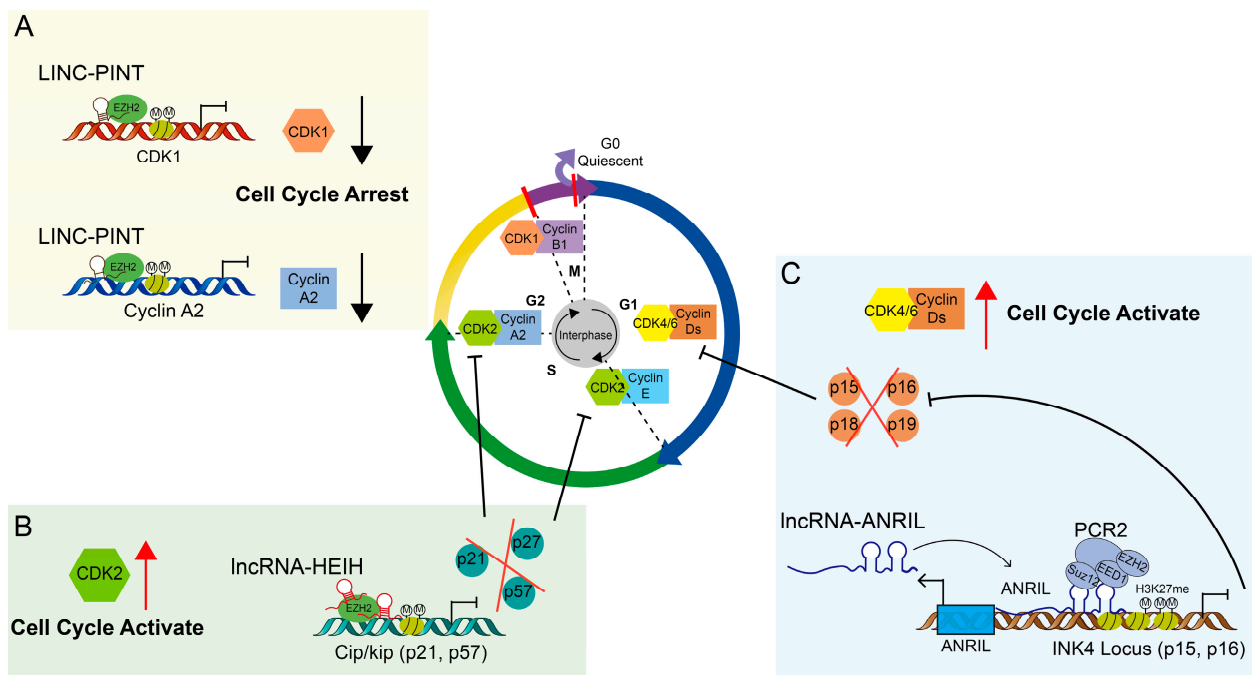 A
LINC-PINT
EZH2
M M
CDK1
CDK1
Cell Cycle Arrest
LINC-PINT
EZH2
M M
Cyclin A2
Cyclin
A2
G0
Quiescent
CDK1
Cyclin
B1
M
G2
G1
CDK2
Cyclin
A2
Interphase
CDK4/6
Cyclin
Ds
S
CDK2
Cyclin
E
B
CDK2
Cell Cycle Activate
lncRNA-HEIH
EZH2
M M
Cip/kip (p21, p57)
p21
p27
p57
C
CDK4/6
Cyclin
Ds
Cell Cycle Activate
p15
p16
p18
p19
lncRNA-ANRIL
PCR2
EZH2
Suz12
EED1
ANRIL
H3K27me
M M M
ANRIL
INK4 Locus (p15, p16)